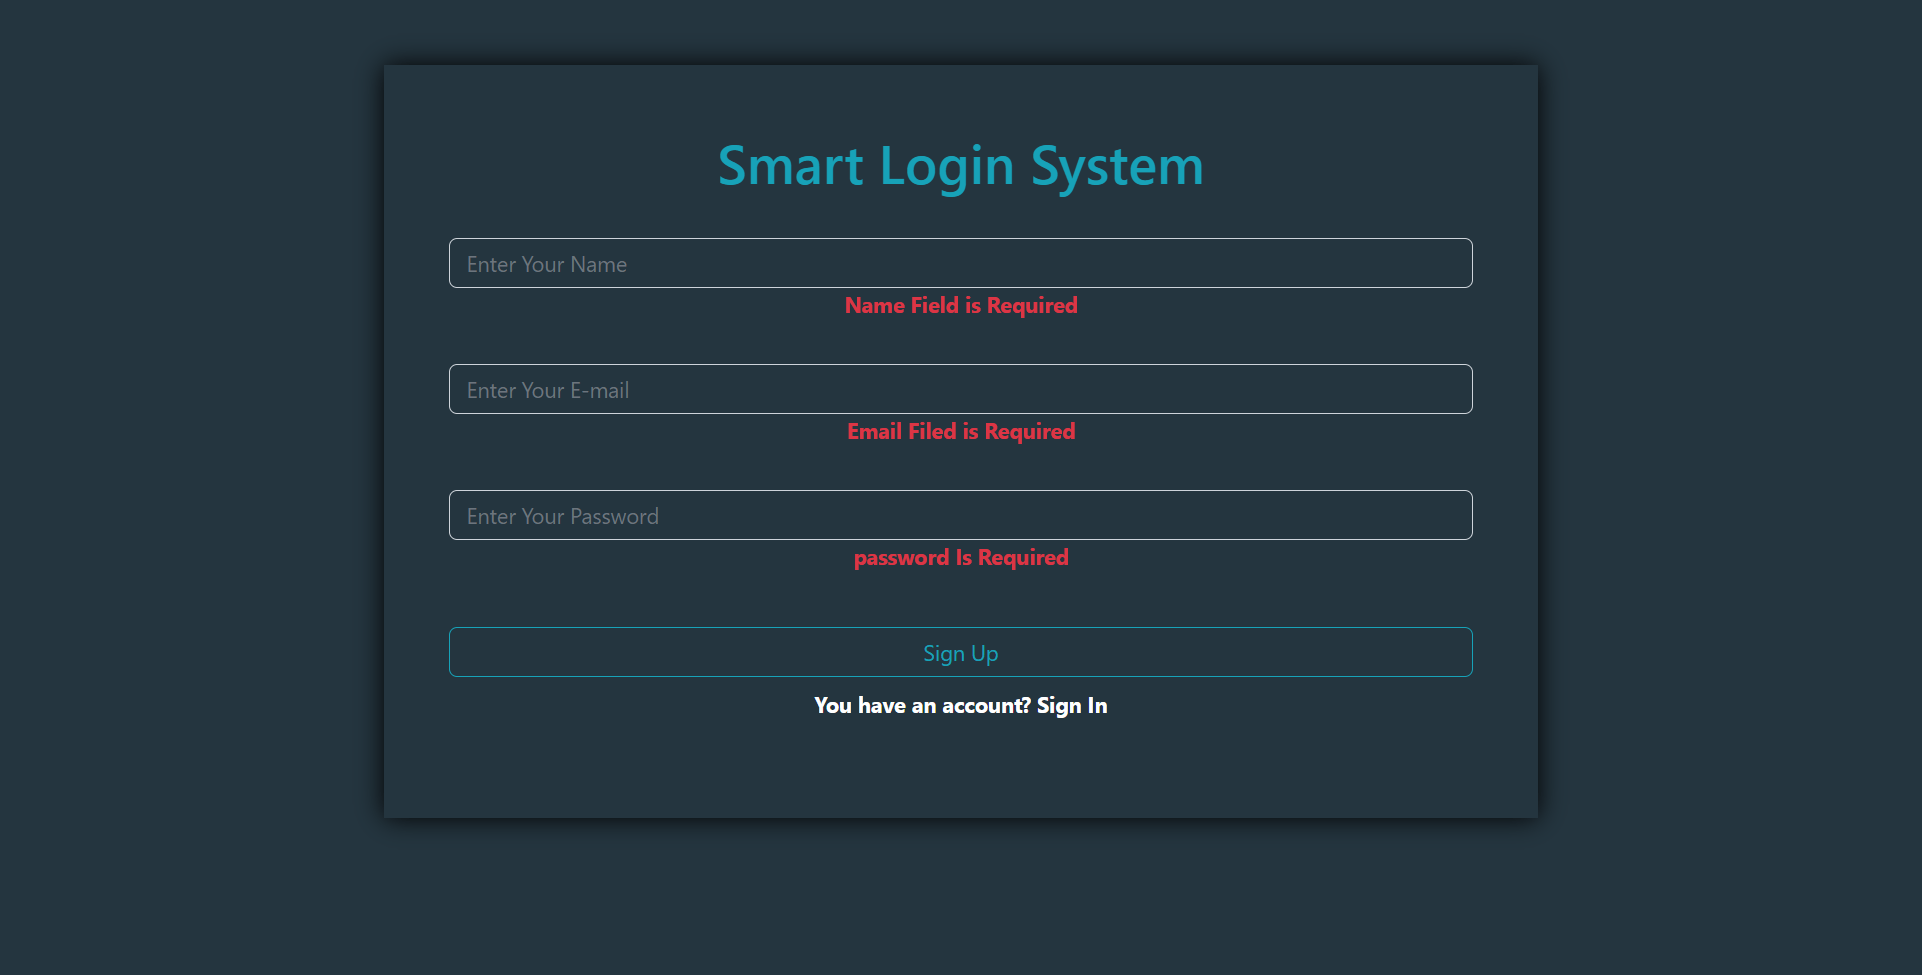 Smart Login System
Enter Your Name
Name Field is Required
Enter Your E-mail
Email Filed is Required
Enter Your Password
password Is Required
Sign Up
You have an account? Sign In